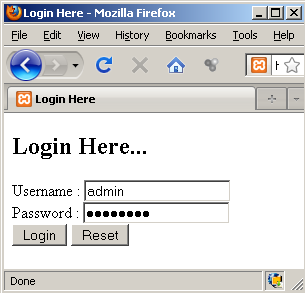 Login Here - Mozilla Firefox
File Edit View History Bookmarks Tools Help
Login Here
Login Here...
Username : admin
Password : ●●●●●●●●
Login Reset
Done